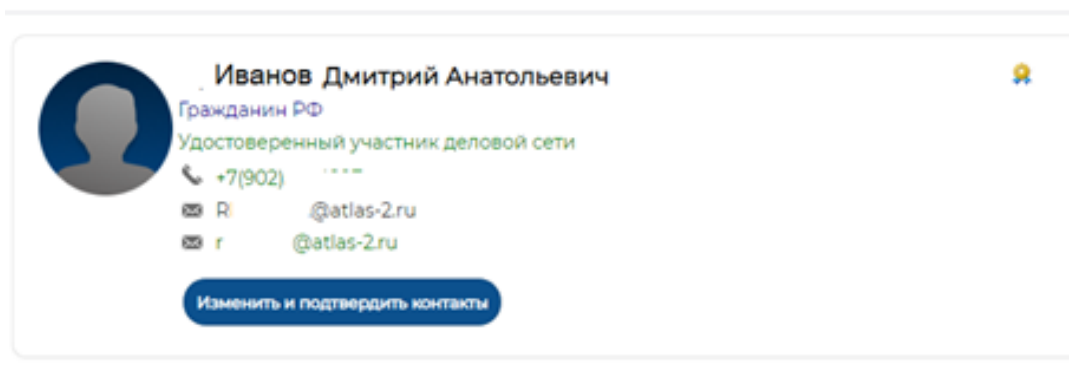 Иванов Дмитрий Анатольевич
Гражданин РФ
Удостоверенный участник деловой сети
+7(902)
R @atlas-2.ru
r @atlas-2.ru
Изменить и подтвердить контакты